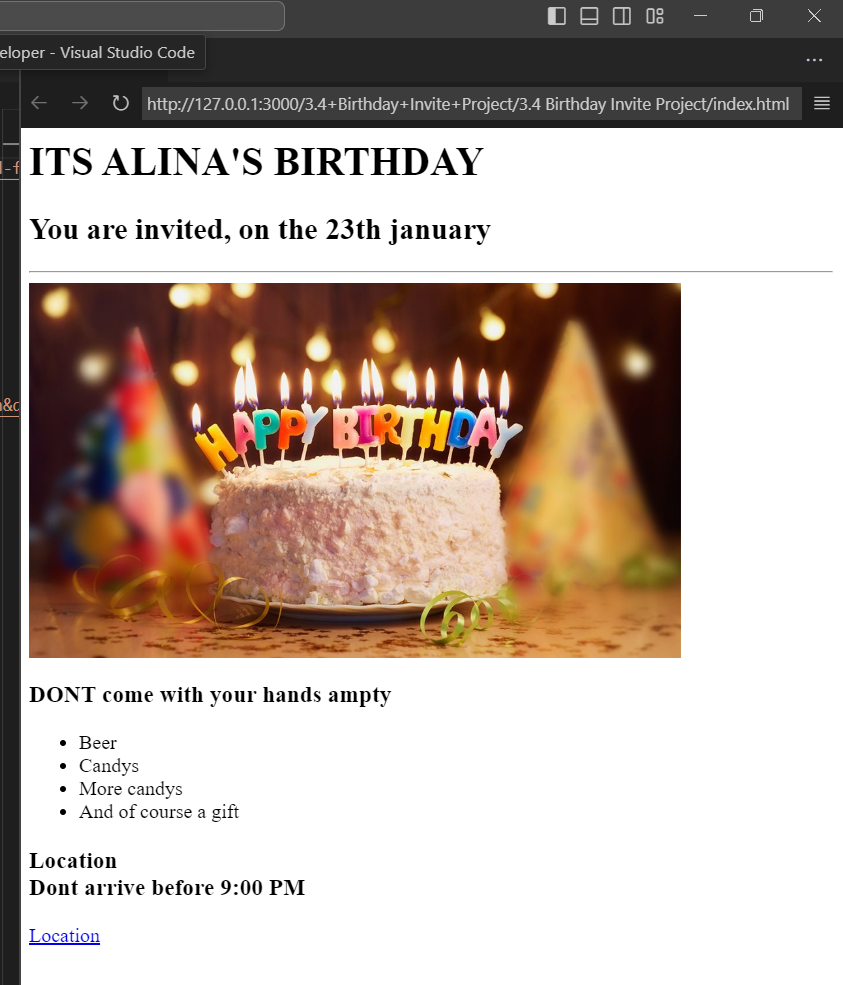 eloper - Visual Studio Code
http://127.0.0.1:3000/3.4+Birthday+Invite+Project/3.4 Birthday Invite Project/index.html
ITS ALINA'S BIRTHDAY
You are invited, on the 23th january
HAPPY BIRTHDAY
DONT come with your hands ampty
Beer
Candys
More candys
And of course a gift
Location
Dont arrive before 9:00 PM
Location